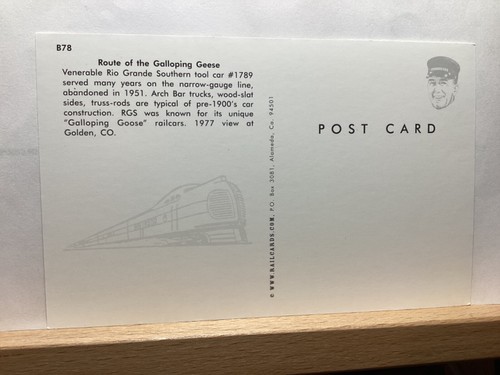 B78
Route of the Galloping Geese
Venerable Rio Grande Southern tool car #1789
served many years on the narrow-gauge line,
abandoned in 1951. Arch Bar trucks, wood-slat
sides, truss-rods are typical of pre-1900's car
construction. RGS was known for its unique
"Galloping Goose" railcars. 1977 view at
Golden, CO.
© WWW.RAILCARDS.COM, P.O. Box 3081, Alameda, Ca. 94501
POST CARD